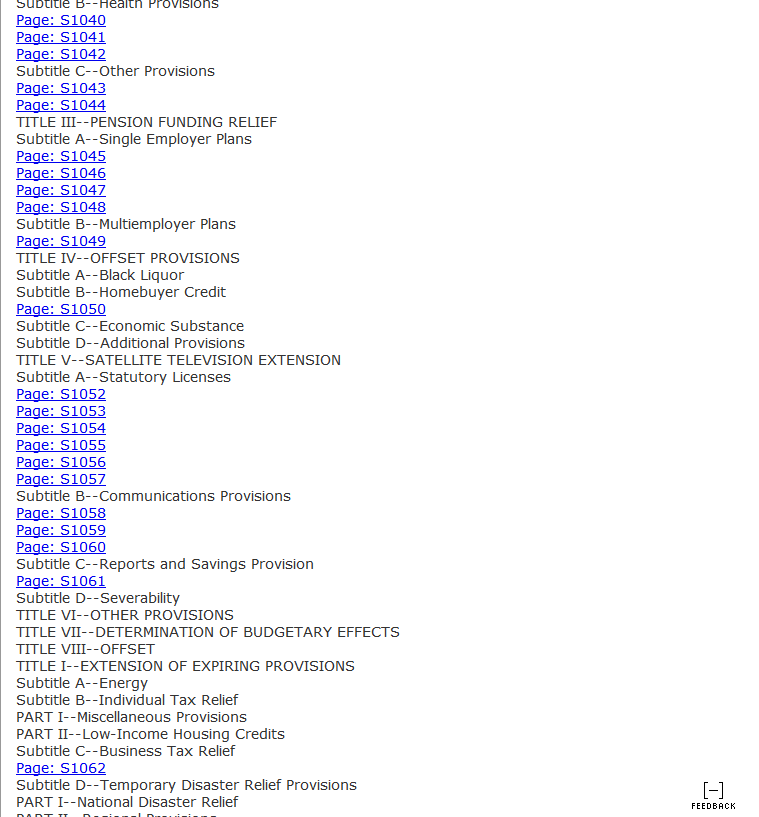 Subtitle B--Health Provisions
Page: S1040
Page: S1041
Page: S1042
Subtitle C--Other Provisions
Page: S1043
Page: S1044
TITLE III--PENSION FUNDING RELIEF
Subtitle A--Single Employer Plans
Page: S1045
Page: S1046
Page: S1047
Page: S1048
Subtitle B--Multiemployer Plans
Page: S1049
TITLE IV--OFFSET PROVISIONS
Subtitle A--Black Liquor
Subtitle B--Homebuyer Credit
Page: S1050
Subtitle C--Economic Substance
Subtitle D--Additional Provisions
TITLE V--SATELLITE TELEVISION EXTENSION
Subtitle A--Statutory Licenses
Page: S1052
Page: S1053
Page: S1054
Page: S1055
Page: S1056
Page: S1057
Subtitle B--Communications Provisions
Page: S1058
Page: S1059
Page: S1060
Subtitle C--Reports and Savings Provision
Page: S1061
Subtitle D--Severability
TITLE VI--OTHER PROVISIONS
TITLE VII--DETERMINATION OF BUDGETARY EFFECTS
TITLE VIII--OFFSET
TITLE I--EXTENSION OF EXPIRING PROVISIONS
Subtitle A--Energy
Subtitle B--Individual Tax Relief
PART I--Miscellaneous Provisions
PART II--Low-Income Housing Credits
Subtitle C--Business Tax Relief
Page: S1062
Subtitle D--Temporary Disaster Relief Provisions
PART I--National Disaster Relief
PART II--Regional Provisions
[–]
FEEDBACK